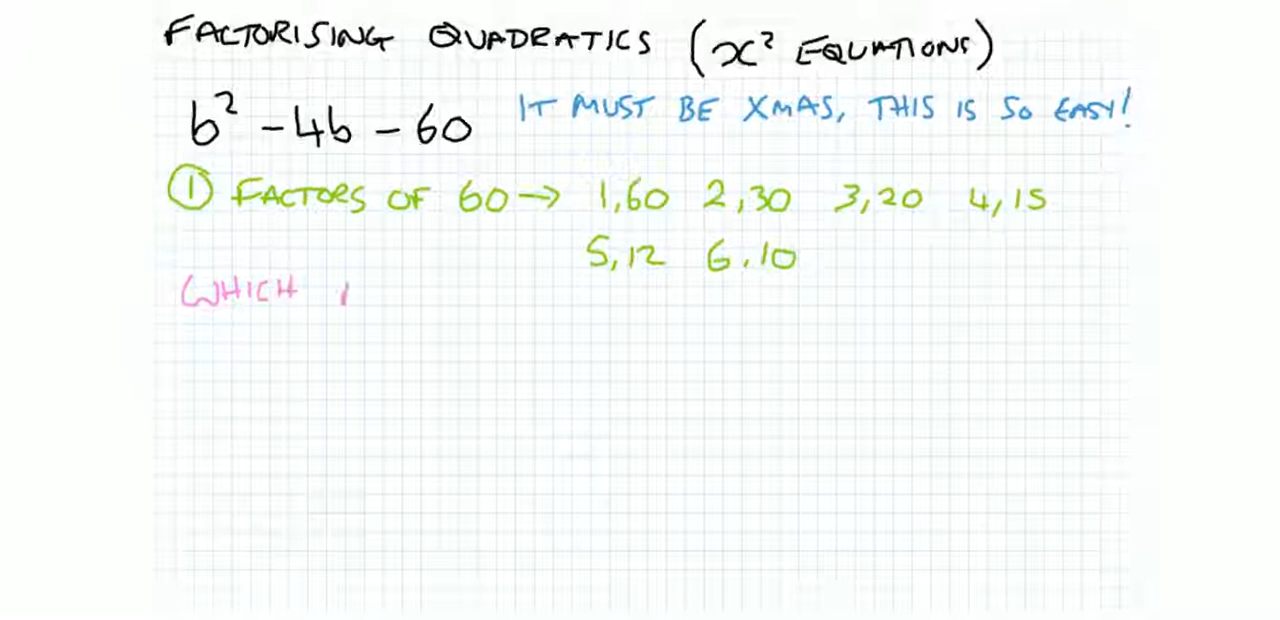 FACTORISING QUADRATICS (x² EQUATIONS)
b² - 4b - 60 IT MUST BE XMAS, THIS IS SO EASY!
① FACTORS OF 60 → 1,60 2,30 3,20 4,15
5,12 6.10
WHICH